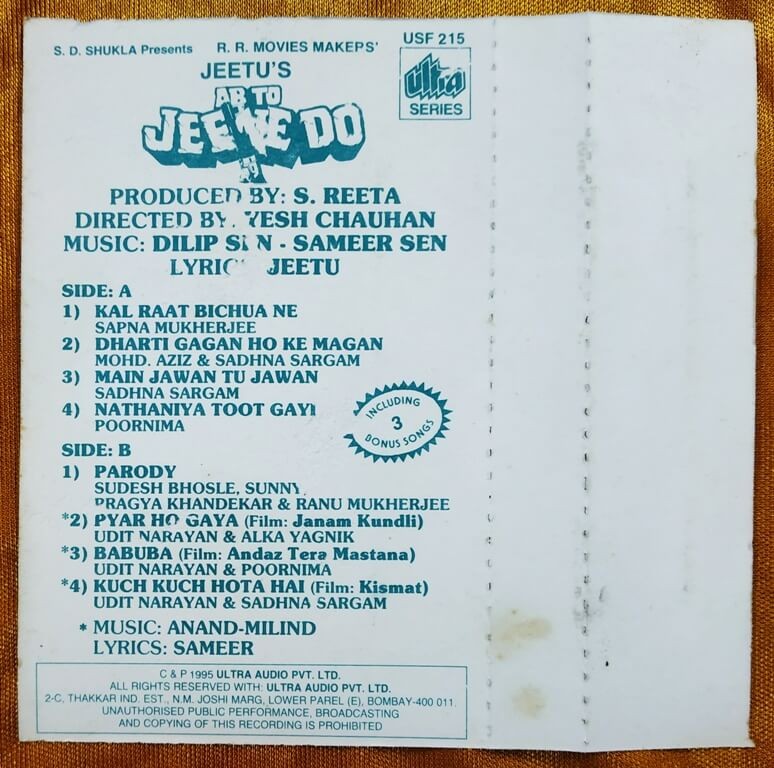 S. D. SHUKLA Presents R. R. MOVIES MAKEPS'
USF 215
ultra
SERIES
JEETU'S
AB TO
JEENE DO
PRODUCED BY: S. REETA
DIRECTED BY: YESH CHAUHAN
MUSIC: DILIP SEN - SAMEER SEN
LYRICS: JEETU
SIDE: A
1) KAL RAAT BICHUA NE
SAPNA MUKHERJEE
2) DHARTI GAGAN HO KE MAGAN
MOHD. AZIZ & SADHNA SARGAM
3) MAIN JAWAN TU JAWAN
SADHNA SARGAM
4) NATHANIYA TOOT GAYI
POORNIMA
INCLUDING
3
BONUS SONGS
SIDE: B
1) PARODY
SUDESH BHOSLE, SUNNY,
PRAGYA KHANDEKAR & RANU MUKHERJEE
*2) PYAR HO GAYA (Film: Janam Kundli)
UDIT NARAYAN & ALKA YAGNIK
*3) BABUBA (Film: Andaz Tera Mastana)
UDIT NARAYAN & POORNIMA
*4) KUCH KUCH HOTA HAI (Film: Kismat)
UDIT NARAYAN & SADHNA SARGAM
* MUSIC: ANAND-MILIND
LYRICS: SAMEER
C & P 1995 ULTRA AUDIO PVT. LTD.
ALL RIGHTS RESERVED WITH: ULTRA AUDIO PVT. LTD.
2-C, THAKKAR IND. EST., N.M. JOSHI MARG, LOWER PAREL (E), BOMBAY-400 011.
UNAUTHORISED PUBLIC PERFORMANCE, BROADCASTING
AND COPYING OF THIS RECORDING IS PROHIBITED